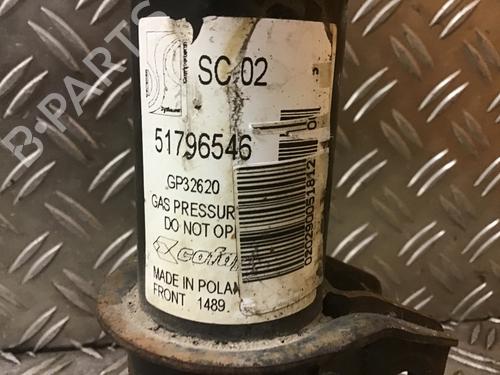 B-PARTS
SC 02
51796546
GP32620
GAS PRESSUR
DO NOT OP
MADE IN POLAN
FRONT 1489.